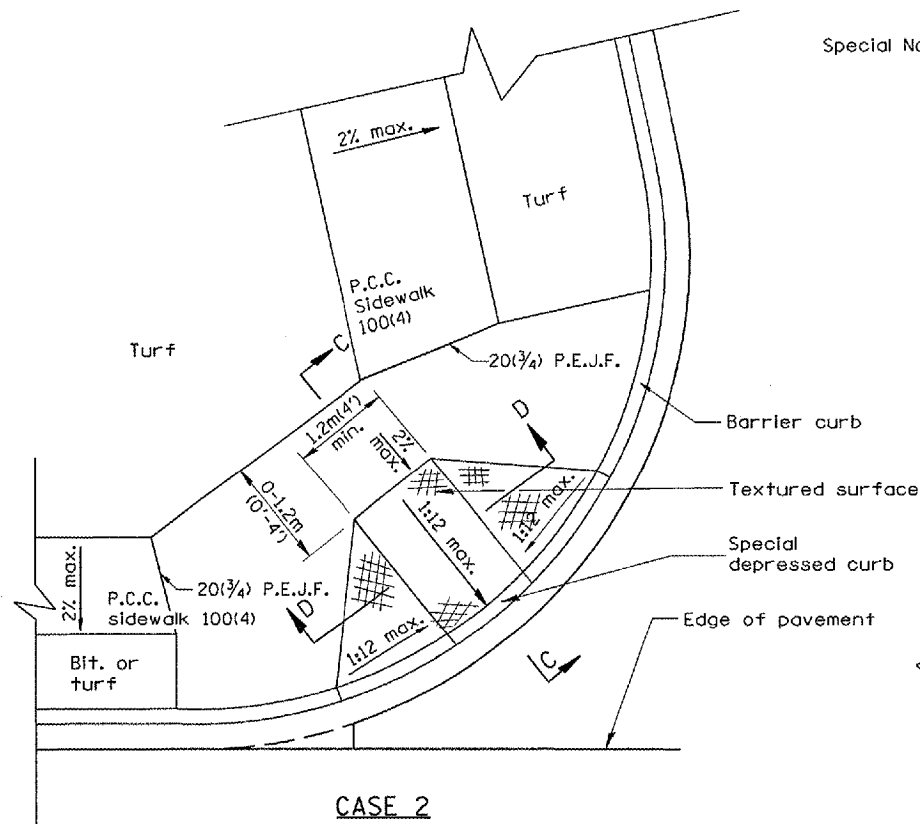 Special No
2% max.
Turf
P.C.C.
Sidewalk
100(4)
Turf
C
20(3/4) P.E.J.F.
1.2m(4')
min.
2%
max.
D
Barrier curb
0-1.2m
(0'-4')
Textured surface
1:12 max.
1:12 max.
Special
depressed curb
2% max.
20(3/4) P.E.J.F.
P.C.C.
sidewalk 100(4)
D
1:12 max.
Edge of pavement
C
Bit. or
turf
CASE 2